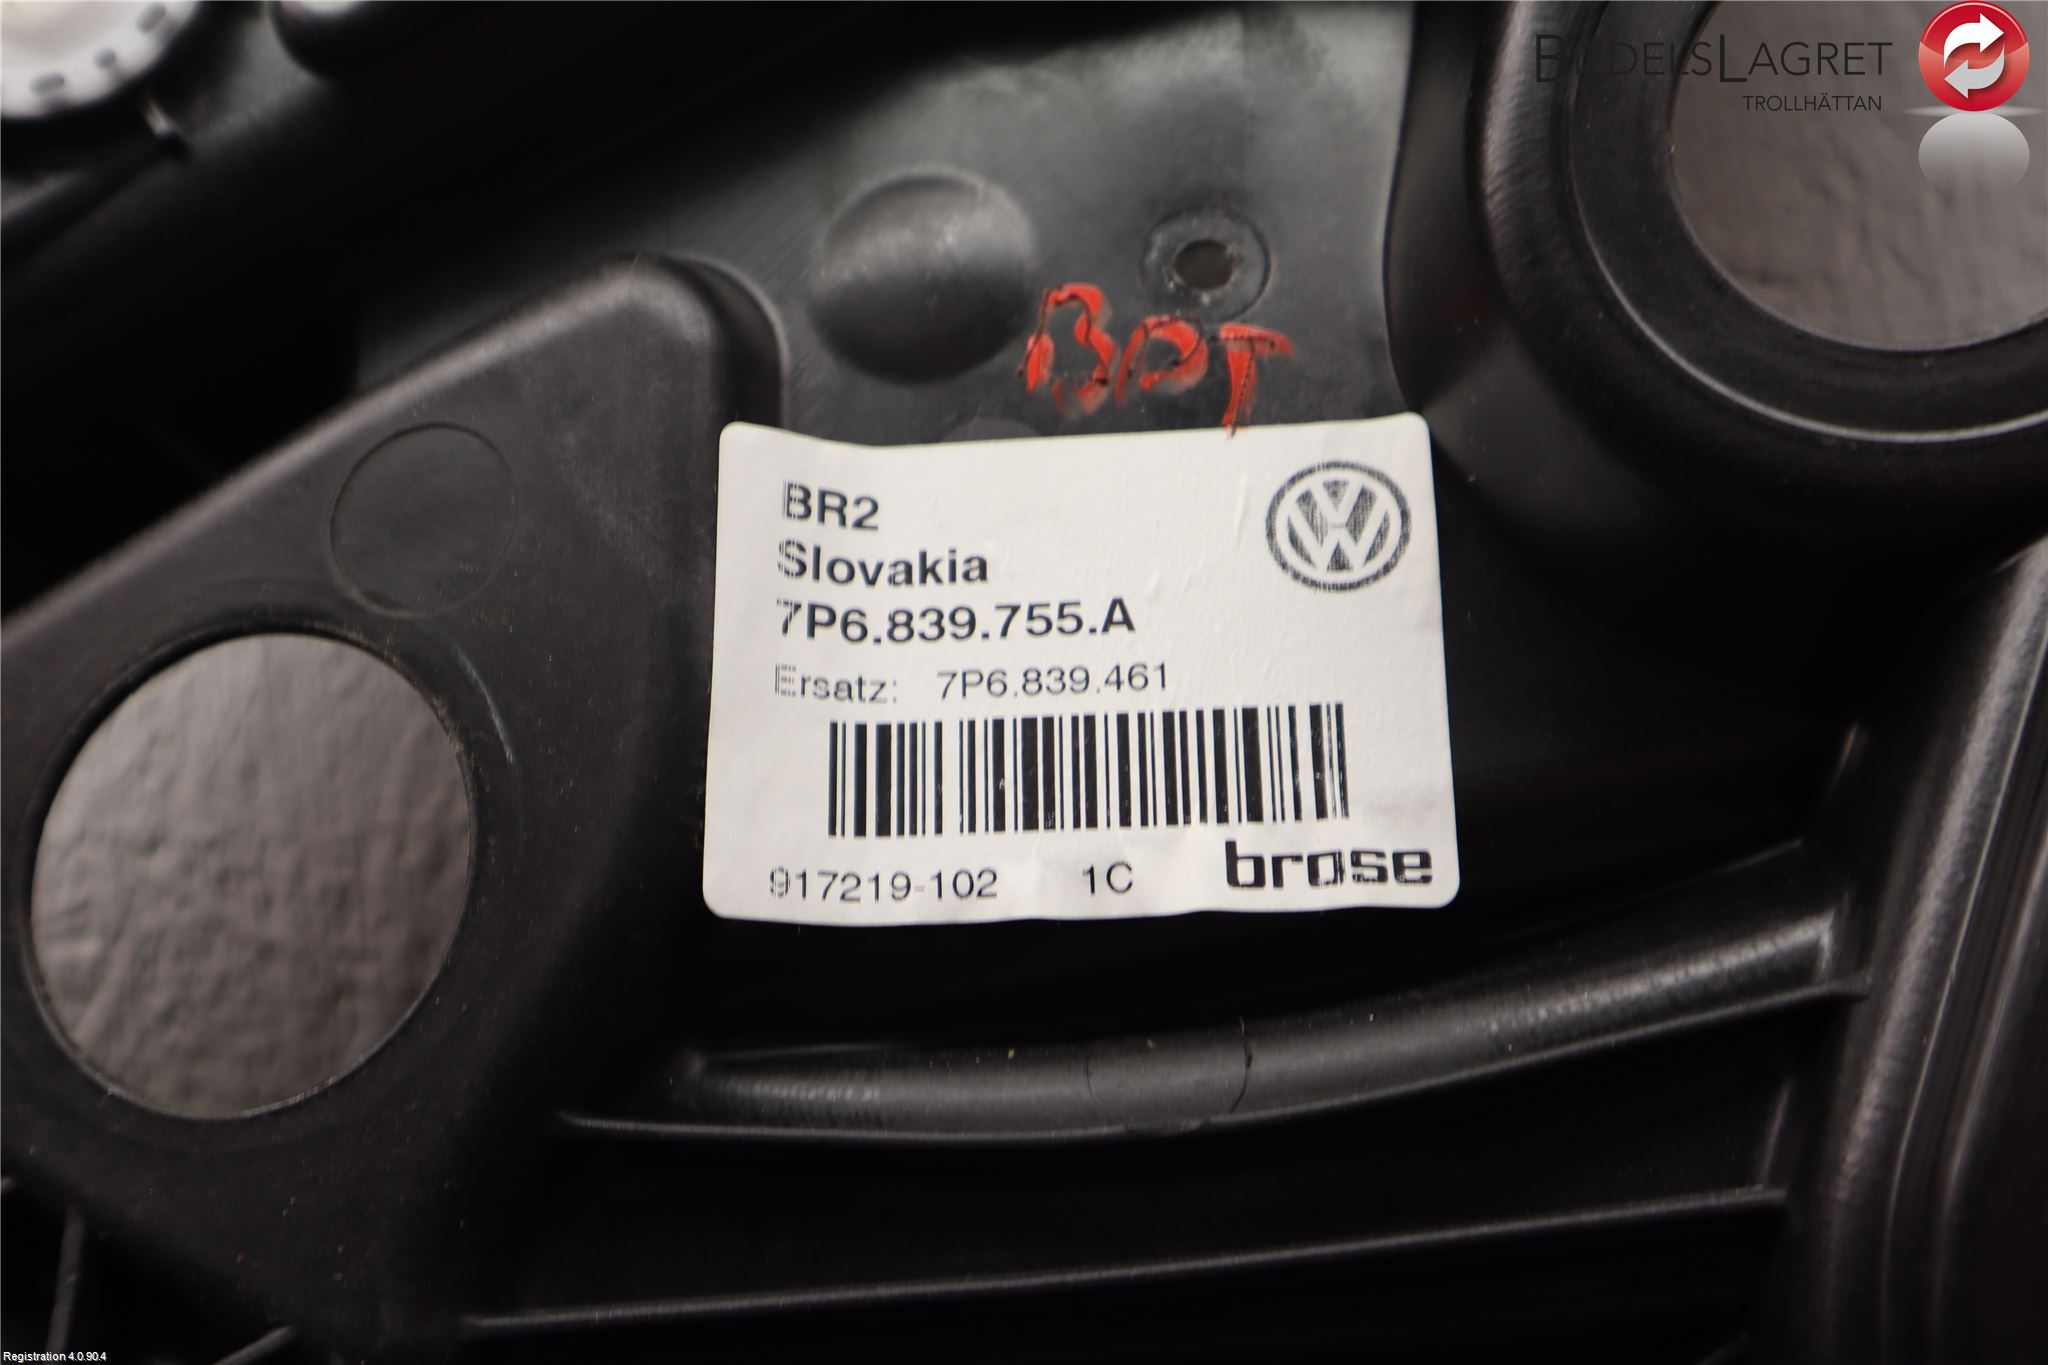 BILDELSLAGRET
TROLLHÄTTAN
BPT
BR2
Slovakia
7P6.839.755.A
Ersatz: 7P6.839.461
917219-102 1C brose
Registration 4.0.90.4